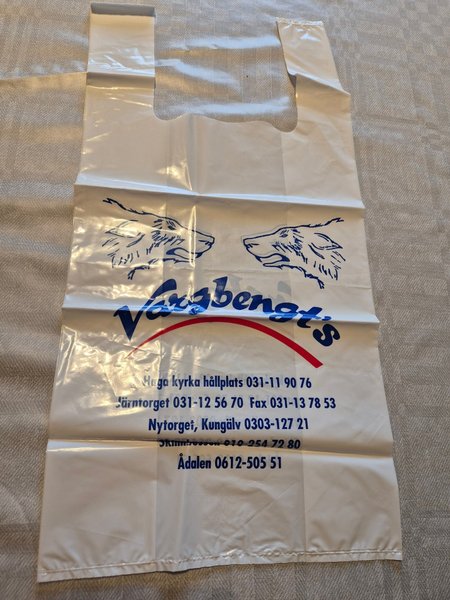 Vargbengt's
Haga kyrka hållplats 031-11 90 76
Järntorget 031-12 56 70 Fax 031-13 78 53
Nytorget, Kungälv 0303-127 21
Ådalen 0612-505 51